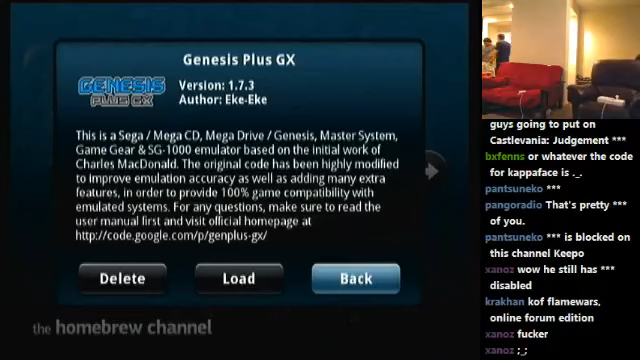 Genesis Plus GX
GENESIS
PLUS GX
Version: 1.7.3
Author: Eke-Eke
This is a Sega / Mega CD, Mega Drive / Genesis, Master System,
Game Gear & SG-1000 emulator based on the initial work of
Charles MacDonald. The original code has been highly modified
to improve emulation accuracy as well as adding many extra
features, in order to provide 100% game compatibility with
emulated systems. For any questions, make sure to read the
user manual first and visit official homepage at
http://code.google.com/p/genplus-gx/
Delete
Load
Back
the homebrew channel
guys going to put on
Castlevania: Judgement
bxfenns or whatever the code
for kappaface is ._.
pantsuneko ***
pangoradio That's pretty ***
of you.
pantsuneko *** is blocked on
this channel Keepo
xanoz wow he still has ***
disabled
krakhan kof flamewars,
online forum edition
xanoz fucker
xanoz ;_;